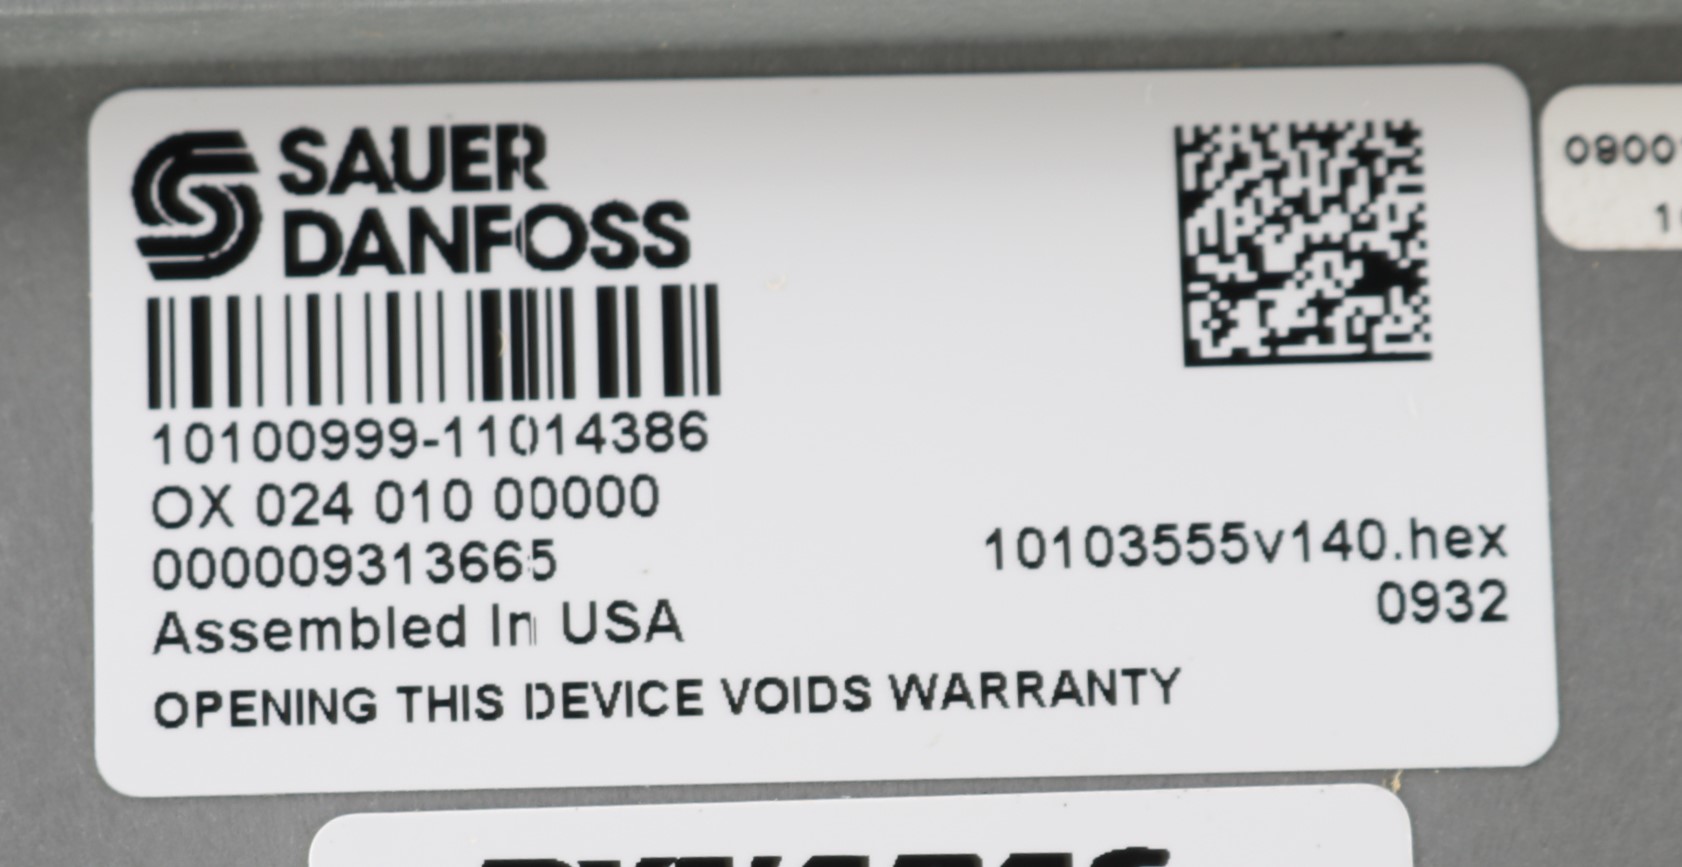 SAUER
DANFOSS
10100999-11014386
OX 024 010 00000
000009313665
Assembled In USA
OPENING THIS DEVICE VOIDS WARRANTY
10103555v140.hex
0932